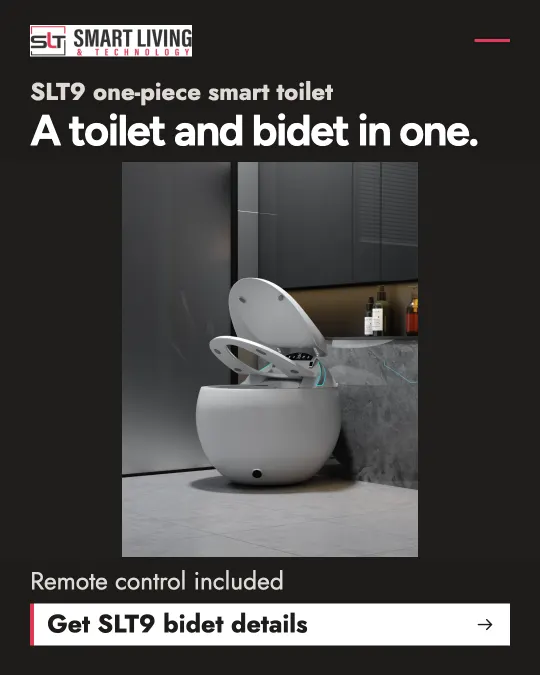 SLT SMART LIVING
& TECHNOLOGY
SLT9 one-piece smart toilet
A toilet and bidet in one.
Remote control included
Get SLT9 bidet details →